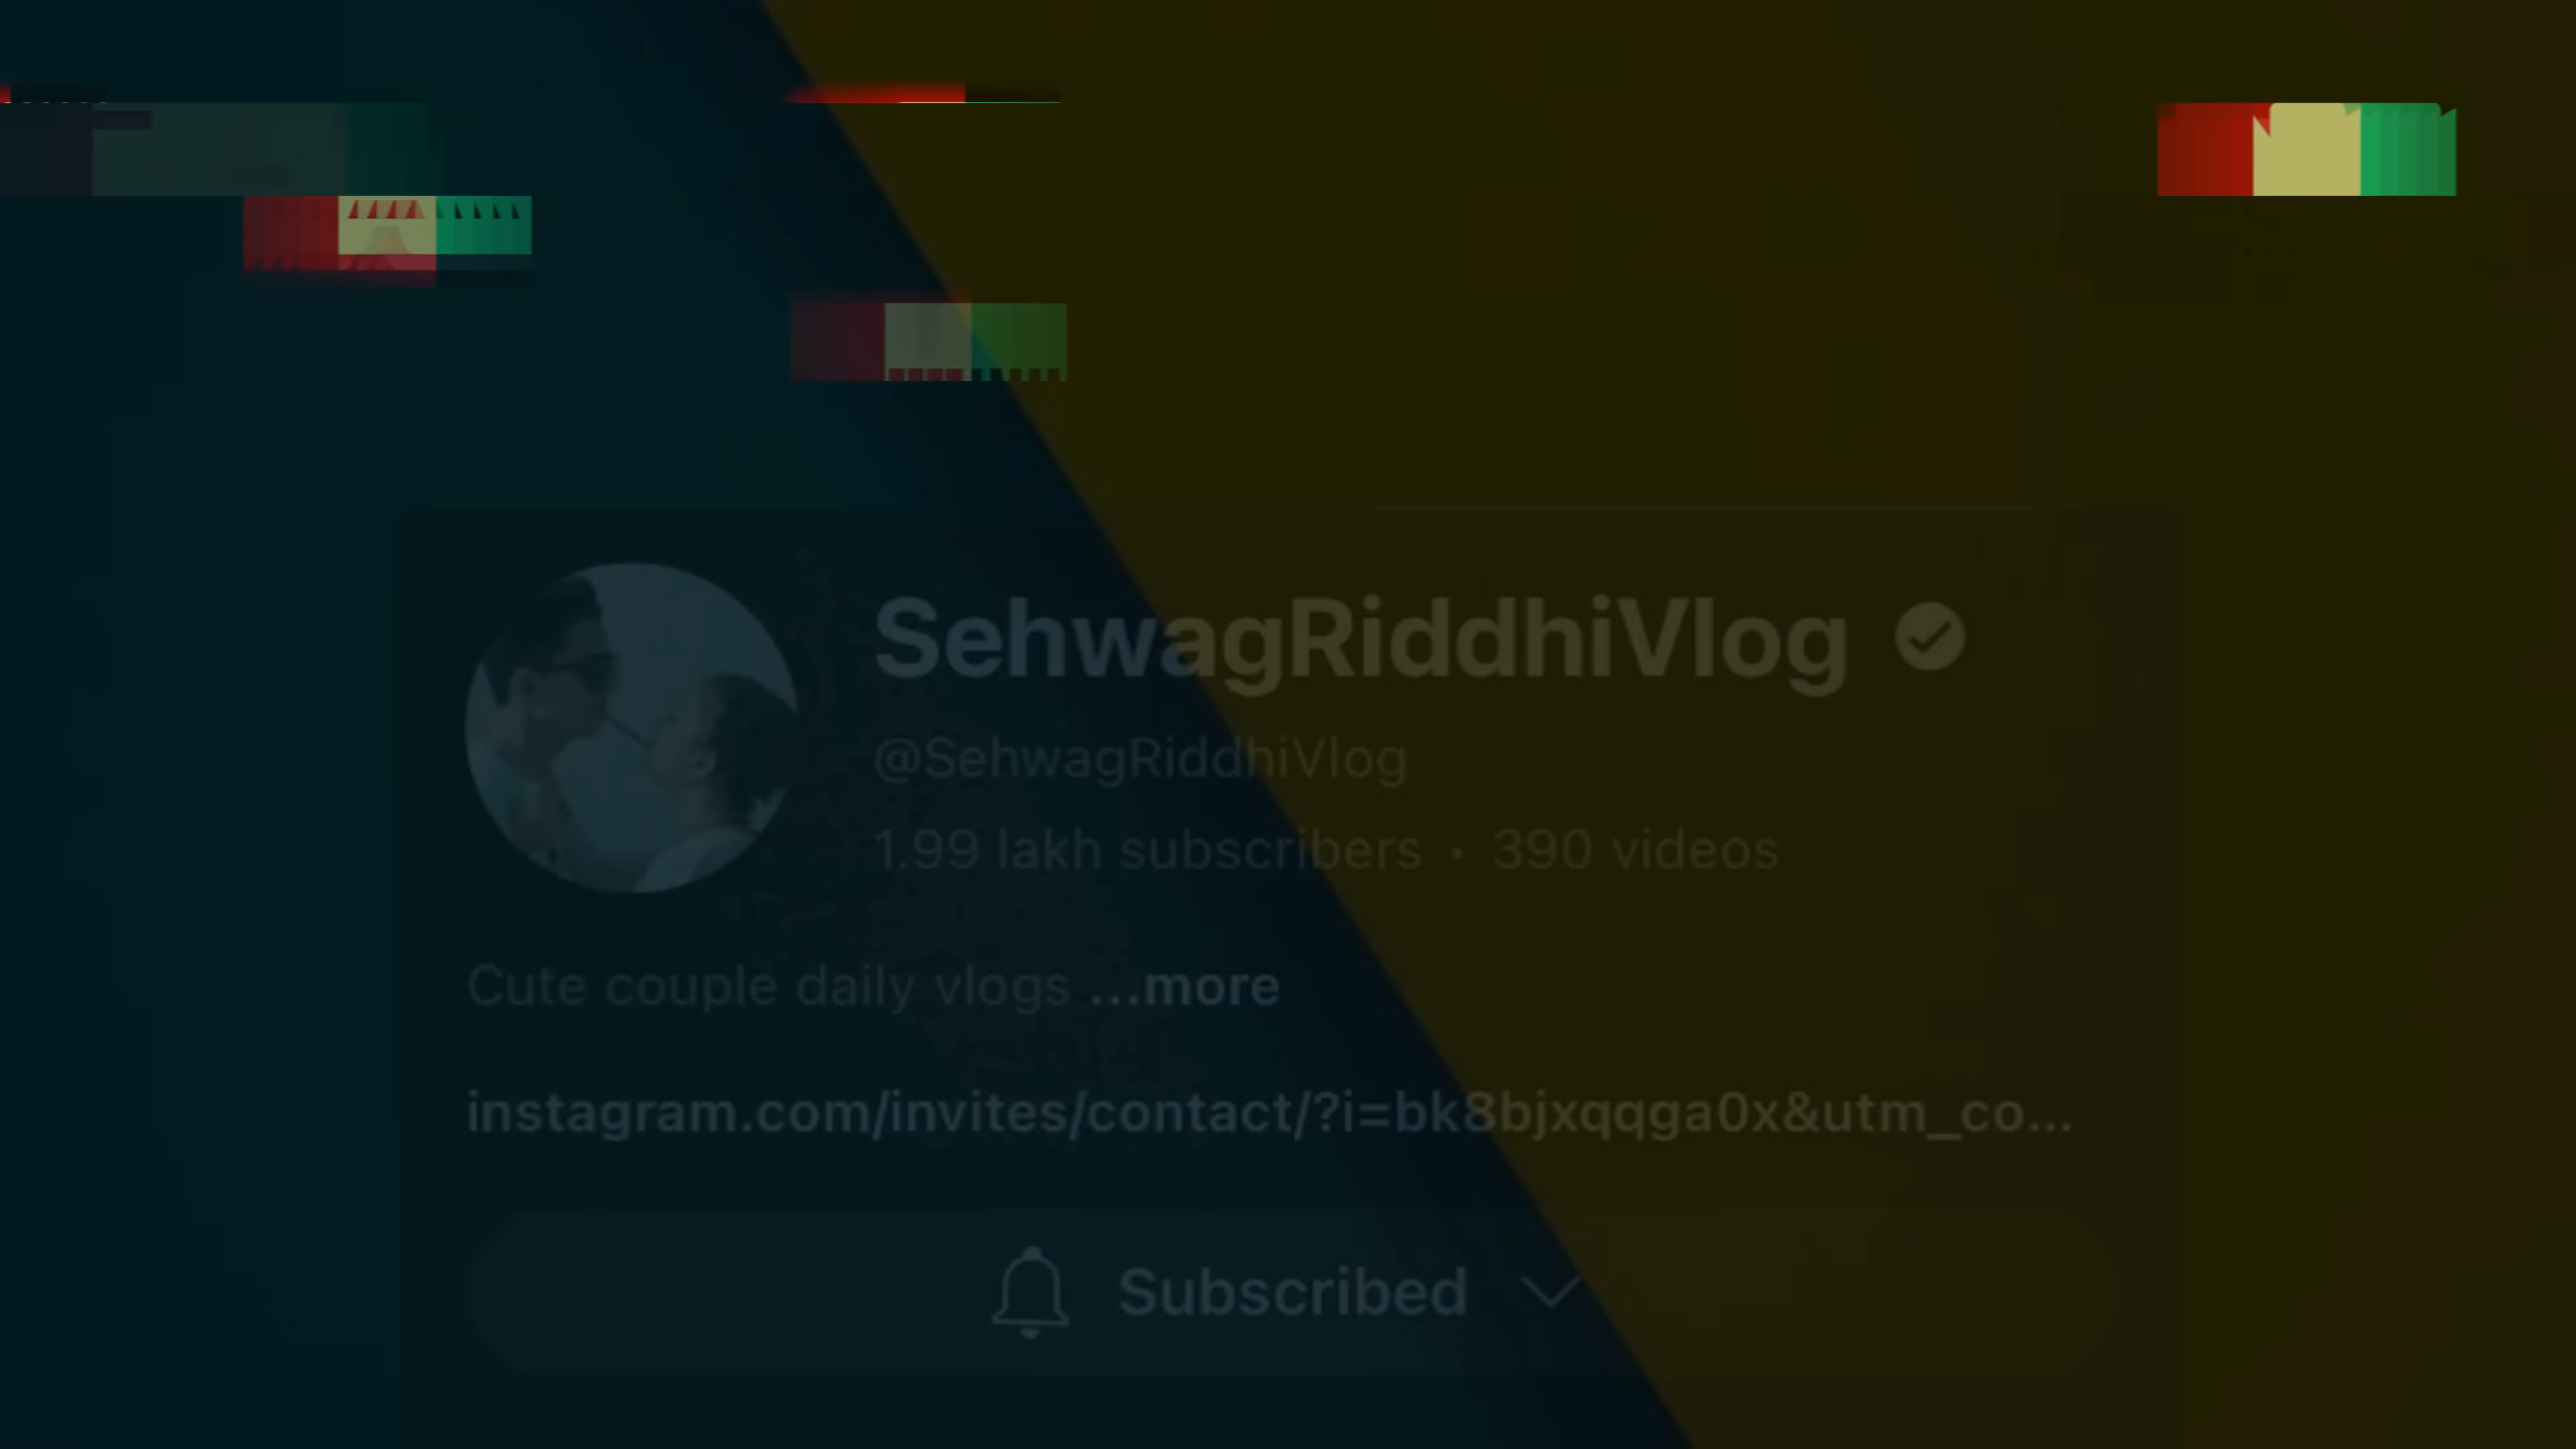 SehwagRiddhiVlog
@SehwagRiddhiVlog
1.99 lakh subscribers • 390 videos
Cute couple daily vlogs ...more
instagram.com/invites/contact/?i=bk8bjxqqga0x&utm_co...
Subscribed